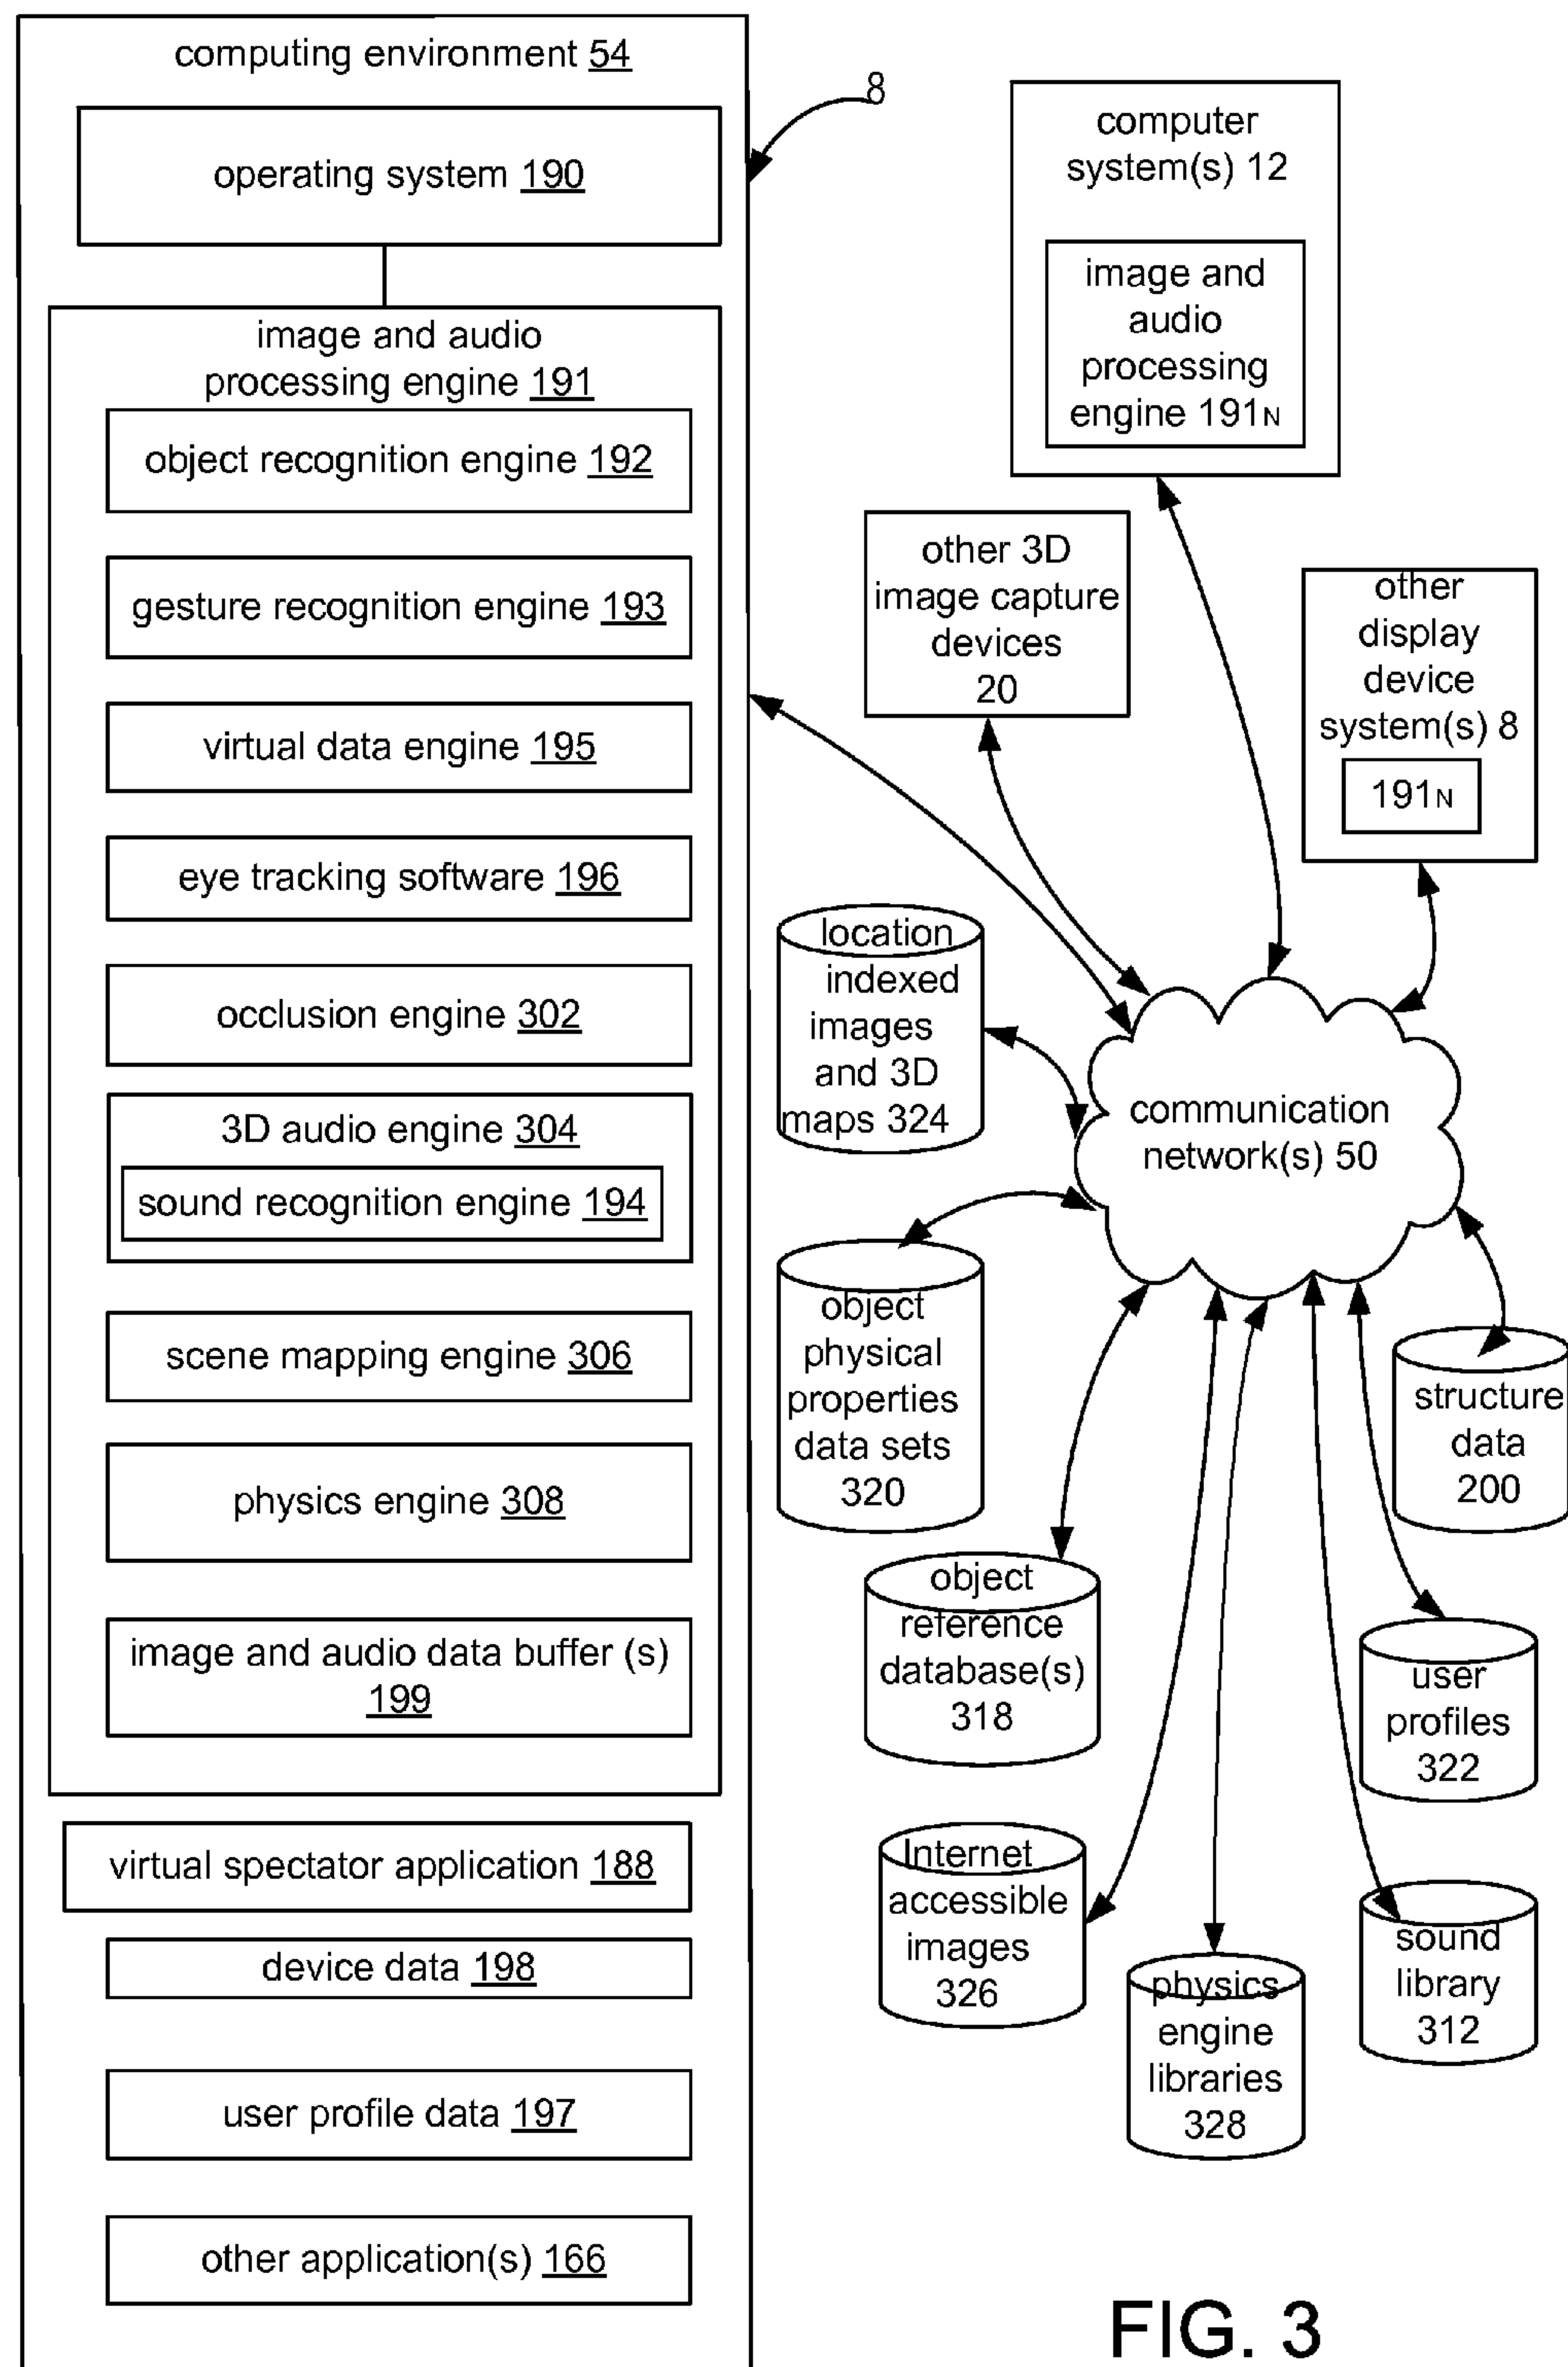 computing environment 54
operating system 190
image and audio
processing engine 191
object recognition engine 192
gesture recognition engine 193
virtual data engine 195
eye tracking software 196
occlusion engine 302
3D audio engine 304
sound recognition engine 194
scene mapping engine 306
physics engine 308
image and audio data buffer (s)
199
virtual spectator application 188
device data 198
user profile data 197
other application(s) 166
8
computer
system(s) 12
image and
audio
processing
engine 191N
other 3D
image capture
devices
20
other
display
device
system(s) 8
191N
location
indexed
images
and 3D
maps 324
communication
network(s) 50
object
physical
properties
data sets
320
structure
data
200
object
reference
database(s)
318
user
profiles
322
Internet
accessible
images
326
physics
engine
libraries
328
sound
library
312
FIG. 3